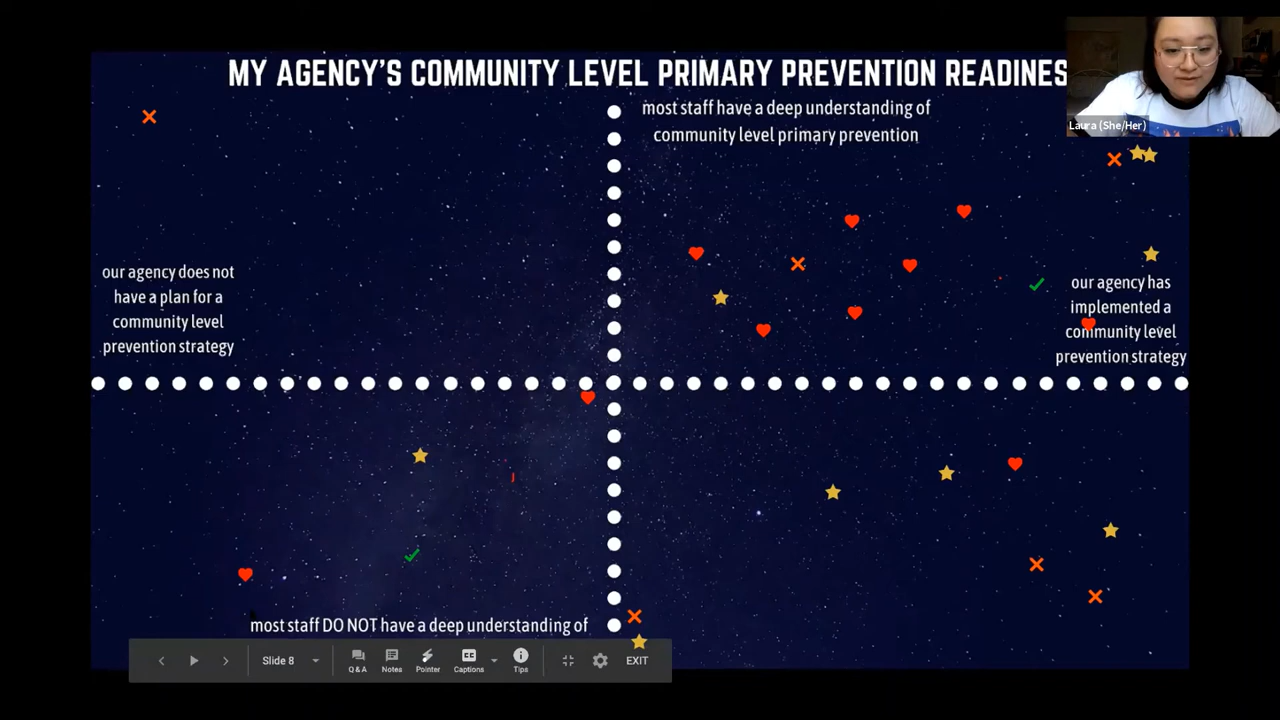 MY AGENCY'S COMMUNITY LEVEL PRIMARY PREVENTION READINES
most staff have a deep understanding of
community level primary prevention
Laura (She/Her)
our agency does not
have a plan for a
community level
prevention strategy
our agency has
implemented a
community level
prevention strategy
most staff DO NOT have a deep understanding of
Slide 8
Q & A
Notes
Pointer
CC
Captions
Tips
EXIT